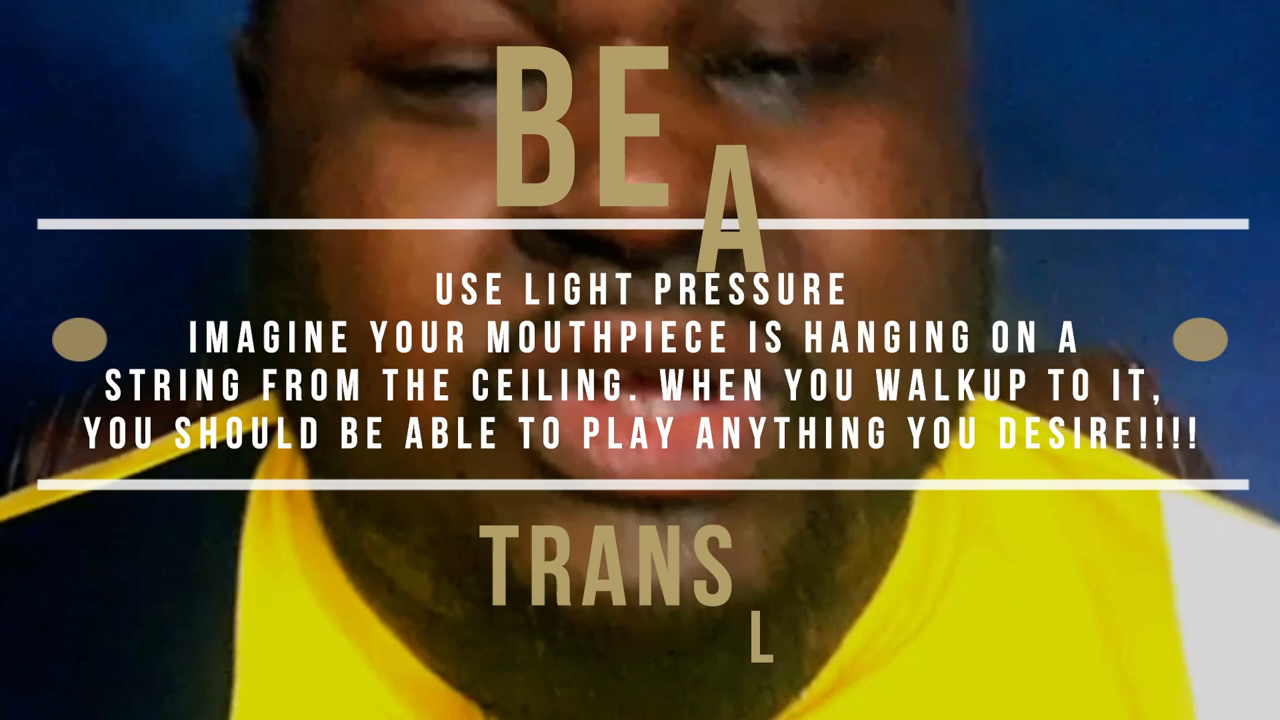 BE A
USE LIGHT PRESSURE
IMAGINE YOUR MOUTHPIECE IS HANGING ON A
STRING FROM THE CEILING. WHEN YOU WALKUP TO IT,
YOU SHOULD BE ABLE TO PLAY ANYTHING YOU DESIRE!!!!
TRANSL